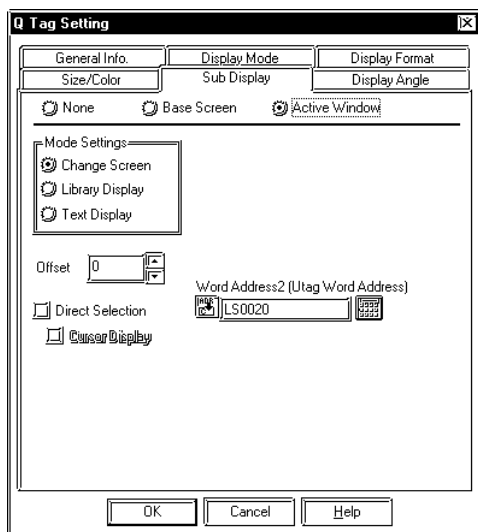 Q Tag Setting
General Info. Display Mode Display Format
Size/Color Sub Display Display Angle
None Base Screen Active Window
Mode Settings
Change Screen
Library Display
Text Display
Offset 0
Word Address2 (Utag Word Address)
Direct Selection LS0020
Cursor Display
OK Cancel Help